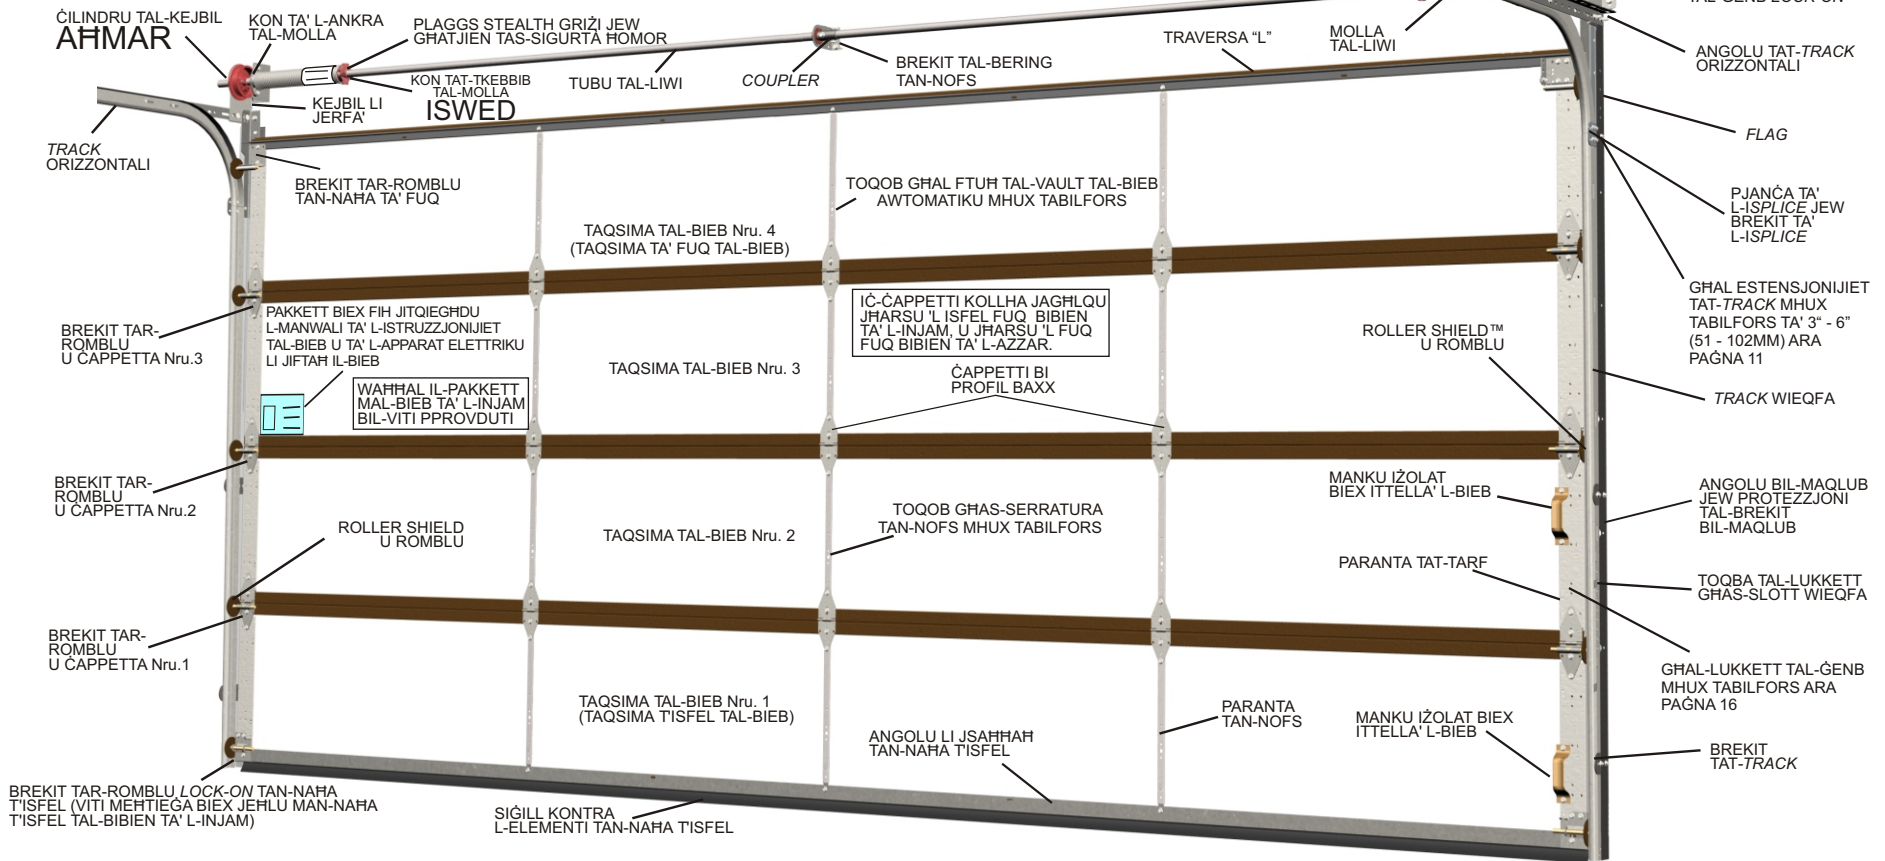 ĊILINDRU TAL-KEJBIL
AĦMAR
KON TA' L-ANKRA
TAL-MOLLA
PLAGGS STEALTH GRIŻI JEW
GĦATJIEN TAS-SIGURTÀ ĦOMOR
KON TAT-TKEBBIB
TAL-MOLLA
ISWED
TUBU TAL-LIWI
COUPLER
BREKIT TAL-BERING
TAN-NOFS
TRAVERSA “L”
MOLLA
TAL-LIWI
ANGOLU TAT-TRACK
ORIZZONTALI
KEJBIL LI
JERFA'
TRACK
ORIZZONTALI
FLAG
BREKIT TAR-ROMBLU
TAN-NAĦA TA' FUQ
TOQOB GĦAL FTUĦ TAL-VAULT TAL-BIEB
AWTOMATIKU MHUX TABILFORS
PJANĊA TA'
L-ISPLICE JEW
BREKIT TA'
L-ISPLICE
TAQSIMA TAL-BIEB Nru. 4
(TAQSIMA TA' FUQ TAL-BIEB)
GĦAL ESTENSJONIJIET
TAT-TRACK MHUX
TABILFORS TA' 3“ - 6”
(51 - 102MM) ARA
PAĠNA 11
BREKIT TAR-
ROMBLU
U ĊAPPETTA Nru.3
PAKKETT BIEX FIH JITQIEGĦDU
L-MANWALI TA' L-ISTRUZZJONIJIET
TAL-BIEB U TA' L-APPARAT ELETTRIKU
LI JIFTAĦ IL-BIEB
IĊ-ĊAPPETTI KOLLHA JAGĦLQU
JĦARSU 'L ISFEL FUQ BIBIEN
TA' L-INJAM, U JĦARSU 'L FUQ
FUQ BIBIEN TA' L-AZZAR.
ROLLER SHIELD™
U ROMBLU
TAQSIMA TAL-BIEB Nru. 3
ĊAPPETTI BI
PROFIL BAXX
WAĦĦAL IL-PAKKETT
MAL-BIEB TA' L-INJAM
BIL-VITI PPROVDUTI
TRACK WIEQFA
BREKIT TAR-
ROMBLU
U ĊAPPETTA Nru.2
MANKU IŻOLAT
BIEX ITTELLA' L-BIEB
ANGOLU BIL-MAQLUB
JEW PROTEZZJONI
TAL-BREKIT
BIL-MAQLUB
ROLLER SHIELD
U ROMBLU
TAQSIMA TAL-BIEB Nru. 2
TOQOB GĦAS-SERRATURA
TAN-NOFS MHUX TABILFORS
PARANTA TAT-TARF
TOQBA TAL-LUKKETT
GĦAS-SLOTT WIEQFA
BREKIT TAR-
ROMBLU
U ĊAPPETTA Nru.1
GĦAL-LUKKETT TAL-ĠENB
MHUX TABILFORS ARA
PAĠNA 16
TAQSIMA TAL-BIEB Nru. 1
(TAQSIMA T'ISFEL TAL-BIEB)
PARANTA
TAN-NOFS
MANKU IŻOLAT BIEX
ITTELLA' L-BIEB
ANGOLU LI JSAĦĦAĦ
TAN-NAĦA T'ISFEL
BREKIT
TAT-TRACK
BREKIT TAR-ROMBLU LOCK-ON TAN-NAĦA
T'ISFEL (VITI MEĦTIEĠA BIEX JEĦLU MAN-NAĦA
T'ISFEL TAL-BIBIEN TA' L-INJAM)
SIĠILL KONTRA
L-ELEMENTI TAN-NAĦA T'ISFEL